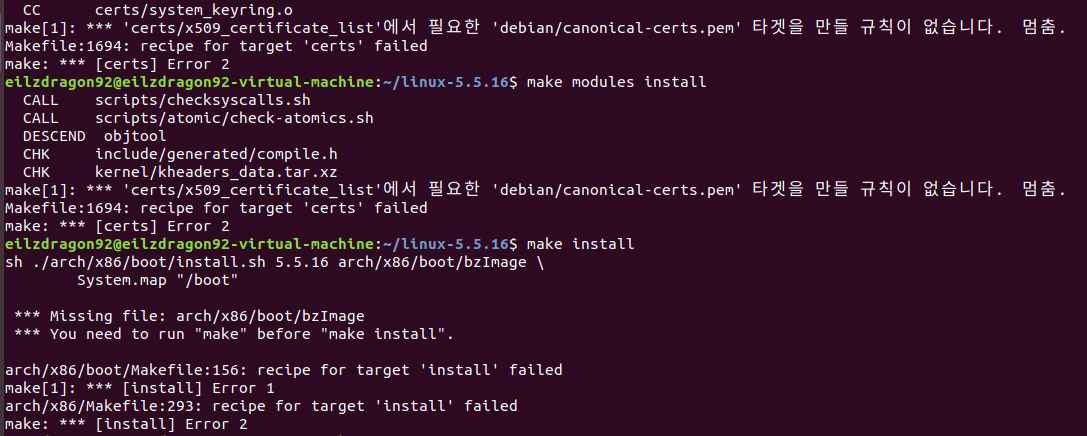 CC      certs/system_keyring.o
make[1]: *** 'certs/x509_certificate_list'에서 필요한 'debian/canonical-certs.pem' 타겟을 만들 규칙이 없습니다.  멈춤.
Makefile:1694: recipe for target 'certs' failed
make: *** [certs] Error 2
eilzdragon92@eilzdragon92-virtual-machine:~/linux-5.5.16$ make modules install
  CALL    scripts/checksyscalls.sh
  CALL    scripts/atomic/check-atomics.sh
  DESCEND  objtool
  CHK     include/generated/compile.h
  CHK     kernel/kheaders_data.tar.xz
make[1]: *** 'certs/x509_certificate_list'에서 필요한 'debian/canonical-certs.pem' 타겟을 만들 규칙이 없습니다.  멈춤.
Makefile:1694: recipe for target 'certs' failed
make: *** [certs] Error 2
eilzdragon92@eilzdragon92-virtual-machine:~/linux-5.5.16$ make install
sh ./arch/x86/boot/install.sh 5.5.16 arch/x86/boot/bzImage \
        System.map "/boot"
 *** Missing file: arch/x86/boot/bzImage
 *** You need to run "make" before "make install".
arch/x86/boot/Makefile:156: recipe for target 'install' failed
make[1]: *** [install] Error 1
arch/x86/Makefile:293: recipe for target 'install' failed
make: *** [install] Error 2